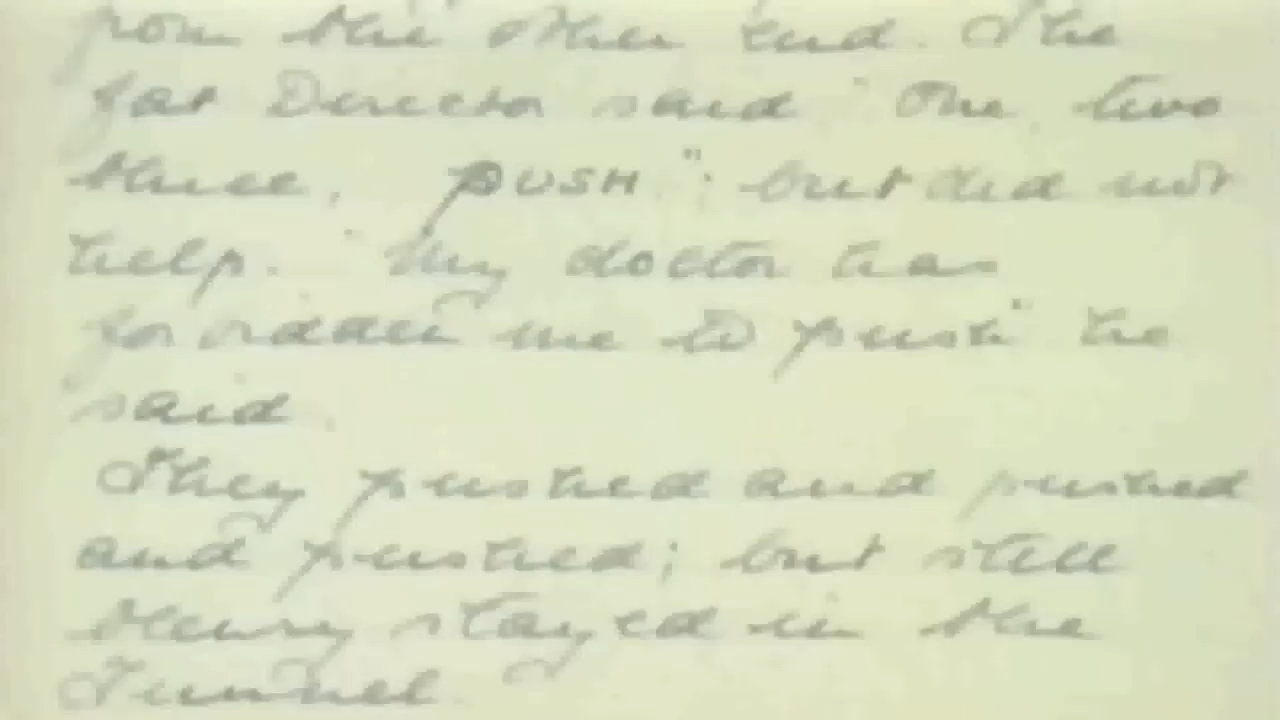 from the other end. The
fat Director said "One two
three, PUSH."; but did not
help. "My doctor has
forbidden me to push" he
said.
They pushed and pushed
and pushed; but still
Henry stayed in the
Tunnel.